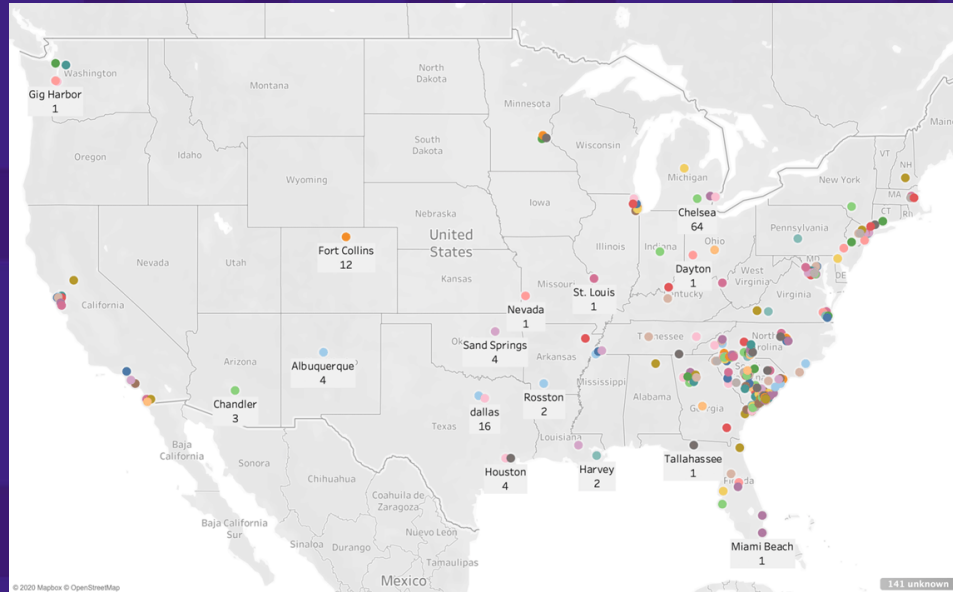 Washington
Gig Harbor
1
Montana
North
Dakota
Minnesota
Oregon
Idaho
Wyoming
South
Dakota
Wisconsin
Michigan
Chelsea
64
VT
NH
New York
MA
CT
RI
Nebraska
Iowa
United
States
Fort Collins
12
Nevada
Utah
Kansas
California
Illinois
Indiana
Ohio
Dayton
1
Pennsylvania
MD
DE
West
Virginia
Virginia
Kentucky
Missouri
St. Louis
1
Nevada
1
Sand Springs
4
Arizona
Albuquerque
4
Chandler
3
Arkansas
Tennessee
North
Carolina
Mississippi
Alabama
Georgia
dallas
16
Rosston
2
Texas
Louisiana
Houston
4
Harvey
2
Tallahassee
1
Florida
Miami Beach
1
Baja
California
Sonora
Chihuahua
Coahuila de
Zaragoza
Baja California
Sur
Sinaloa
Durango
Nuevo León
Tamaulipas
Mexico
© 2020 Mapbox © OpenStreetMap
141 unknown